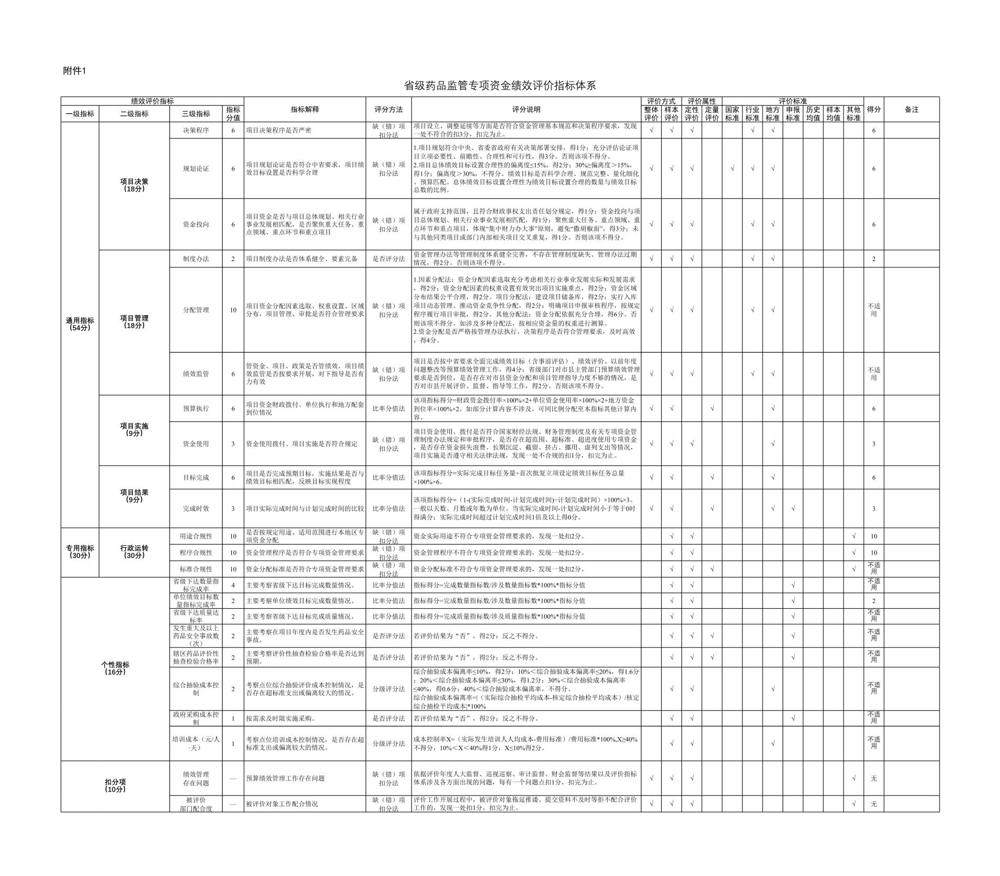 附件1
省级药品监管专项资金绩效评价指标体系
绩效评价指标 指标解释 评分方法 评分说明 评价方式 评价属性 评价标准 得分 备注
一级指标 二级指标 三级指标 指标分值 整体评价 样本评价 定性评价 定量评价 国家标准 行业标准 地方标准 申报标准 历史均值 样本均值 其他标准
通用指标
（54分）
项目决策
（18分）
决策程序 6 项目决策程序是否严密 缺（错）项
扣分法
项目设立、调整延续等方面是否符合资金管理基本规范和决策程序要求，发现
一处不符合的扣3分，扣完为止。
√ √ √ √ √ 6
规划论证 6 项目规划论证是否符合中省要求，项目绩
效目标设置是否科学合理
缺（错）项
扣分法
1.项目规划符合中央、省委省政府有关决策部署安排，得1分；充分评估论证项
目立项必要性、前瞻性、合理性和可行性，得3分。否则该项不得分。
2.项目总体绩效目标设置合理性的偏离度≤15%，得2分；30%≥偏离度＞15%，
得1分；偏离度＞30%，不得分。绩效目标是否科学合理、规范完整、量化细化
、预算匹配。总体绩效目标设置合理性为绩效目标设置合理的数量与绩效目标
总数的比例。
√ √ √ √ √ √ 6
资金投向 6 项目资金是否与项目总体规划、相关行业
事业发展相匹配，是否聚焦重大任务、重
点领域、重点环节和重点项目
缺（错）项
扣分法
属于政府支持范围，且符合财政事权支出责任划分规定，得1分；资金投向与项
目总体规划、相关行业事业发展相匹配，得1分；聚焦重大任务、重点领域、重
点环节和重点项目，体现“集中财力办大事”原则，避免“撒胡椒面”，得3分；未
与其他同类项目或部门内部相关项目交叉重复，得1分。否则该项不得分。
√ √ √ √ √ 6
项目管理
（18分）
制度办法 2 项目制度办法是否体系健全、要素完备 是否评分法
资金管理办法等管理制度体系健全完善，不存在管理制度缺失、管理办法过期
情况，得2分。否则该项不得分。
√ √ √ √ √ 2
分配管理 10 项目资金分配因素选取、权重设置、区域
分布，项目管理、审批是否符合管理要求
缺（错）项
扣分法
1.因素分配法：资金分配因素选取充分考虑相关行业事业发展实际和发展需求
，得2分；资金分配因素的权重设置有效突出项目实施重点，得2分；资金区域
分布结果公平合理，得2分。项目分配法：建设项目储备库，得2分；实行入库
项目动态管理、推动资金竞争性分配，得2分；明确项目申报审核程序，按规定
程序履行项目审批，得2分。其他分配法：资金分配依据充分合理，得6分。否
则该项不得分。如涉及多种分配法，按相应资金量的权重进行测算。
2.资金分配是否严格按管理办法执行，决策程序是否符合管理要求，及时高效
，得4分。
√ √ √ √ √ 不适用
绩效监管 6 管资金、项目、政策是否管绩效，项目绩
效监管是否按要求开展，对下指导是否有
力有效
缺（错）项
扣分法
项目是否按中省要求全面完成绩效目标（含事前评估）、绩效评价、以前年度
问题整改等预算绩效管理工作，得4分；省级部门对市县主管部门预算绩效管理
要求是否到位，是否存在对市县资金分配和项目管理指导力度不够的情况，是
否对市县开展评价、监督、指导等工作，得2分。否则该项不得分。
√ √ √ √ √ 不适用
项目实施
（9分）
预算执行 6 项目资金财政拨付、单位执行和地方配套
到位情况
比率分值法
该项指标得分=财政资金拨付率×100%×2+单位资金使用率×100%×2+地方资金
到位率×100%×2。如部分计算内容不涉及，可同比例分配至本指标其他计算内
容。
√ √ √ √ 6
资金使用 3 资金使用拨付、项目实施是否符合规定 缺（错）项
扣分法
项目资金使用、拨付是否符合国家财经法规、财务管理制度及有关专项资金管
理制度办法规定和审批程序，是否存在超范围、超标准、超进度使用专项资金
，是否存在资金损失浪费、长期沉淀、截留、挤占、挪用、虚列支出等情况，
项目实施是否遵守相关法律法规，发现一处不合规的扣1分，扣完为止。
√ √ √ √ 3
项目结果
（9分）
目标完成 6 项目是否完成预期目标，实施结果是否与
绩效目标相匹配，反映目标实现程度
比率分值法
该项指标得分=实际完成目标任务量÷首次批复立项设定绩效目标任务总量
×100%×6。
√ √ √ √ 6
完成时效 3 项目实际完成时间与计划完成时间的比较 比率分值法
该项指标得分=（1-(实际完成时间-计划完成时间)÷计划完成时间）×100%×3。
一般以天数、月数或年数为单位。当实际完成时间-计划完成时间小于等于0时
得满分；实际完成时间超过计划完成时间1倍及以上得0分。
√ √ √ √ √ 3
专用指标
（30分）
行政运转
（30分）
用途合规性 10 是否按规定用途、适用范围进行本地区专
项资金分配
缺（错）项
扣分法
资金实际用途不符合专项资金管理要求的，发现一处扣2分。 √ √ √ 10
程序合规性 10 资金管理程序是否符合专项资金管理要求 缺（错）项
扣分法
资金管理程序不符合专项资金管理要求的，发现一处扣2分。 √ √ √ 10
标准合规性 10 资金分配标准是否符合专项资金管理要求 缺（错）项
扣分法
资金分配标准不符合专项资金管理要求的，发现一处扣2分。 √ √ √ √ 不适用
个性指标
（16分）
省级下达数量指
标完成率
4 主要考察省级下达目标完成数量情况。 比率分值法 指标得分=完成数量指标数/涉及数量指标数*100%*指标分值 √ √ √ 不适用
单位绩效目标数
量指标完成率
2 主要考察单位绩效目标完成数量情况。 比率分值法 指标得分=完成数量指标数/涉及数量指标数*100%*指标分值 √ √ √ 2
省级下达质量达
标率
2 主要考察省级下达目标完成质量情况。 比率分值法 指标得分=完成质量指标数/涉及质量指标数*100%*指标分值 √ √ √ 不适用
发生重大及以上
药品安全事故数
（次）
2 主要考察在项目年度内是否发生药品安全
事故。
是否评分法 若评价结果为“否”，得2分；反之不得分。 √ √ √ √ 不适用
辖区药品评价性
抽查检验合格率
2 主要考察评价性抽查检验合格率是否达到
预期。
是否评分法 若评价结果为“否”，得2分；反之不得分。 √ √ √ √ 不适用
综合抽验成本控
制
2 考察点位综合抽验评价成本控制情况，是
否存在超标准支出或偏离较大的情况。
分级评分法
综合抽验成本偏离率≤10%，得2分；10%＜综合抽验成本偏离率≤20%，得1.6分
；20%＜综合抽验成本偏离率≤30%，得1.2分；30%＜综合抽验成本偏离率
≤40%，得0.6分；40%＜综合抽验成本偏离率，不得分。
综合抽验成本偏离率=|（实际综合抽检平均成本-核定综合抽检平均成本）/核定
综合抽检平均成本|*100%
√ √ √ 不适用
政府采购成本控
制
1 按需求及时限实施采购。 是否评分法 若评价结果为“否”，得2分；反之不得分。 √ √ √ 不适用
培训成本（元/人
·天）
1 考察点位培训成本控制情况，是否存在超
标准支出或偏离较大的情况。
分级评分法
成本控制率X=（实际发生培训人人均成本-费用标准）/费用标准*100%,X≥40%
不得分，10%＜X＜40%得1分，X≤10%得2分。
√ √ √ 不适用
扣分项
（10分）
绩效管理
存在问题
— 预算绩效管理工作存在问题 缺（错）项
扣分法
依据评价年度人大监督、巡视巡察、审计监督、财会监督等结果以及评价指标
体系涉及各方面出现的问题，每有一个问题点扣1分，扣完为止。
√ √ √ √ 无
被评价
部门配合度
— 被评价对象工作配合情况 缺（错）项
扣分法
评价工作开展过程中，被评价对象拖延推诿、提交资料不及时等拒不配合评价
工作的，发现一处扣1分，扣完为止。
√ √ √ √ 无